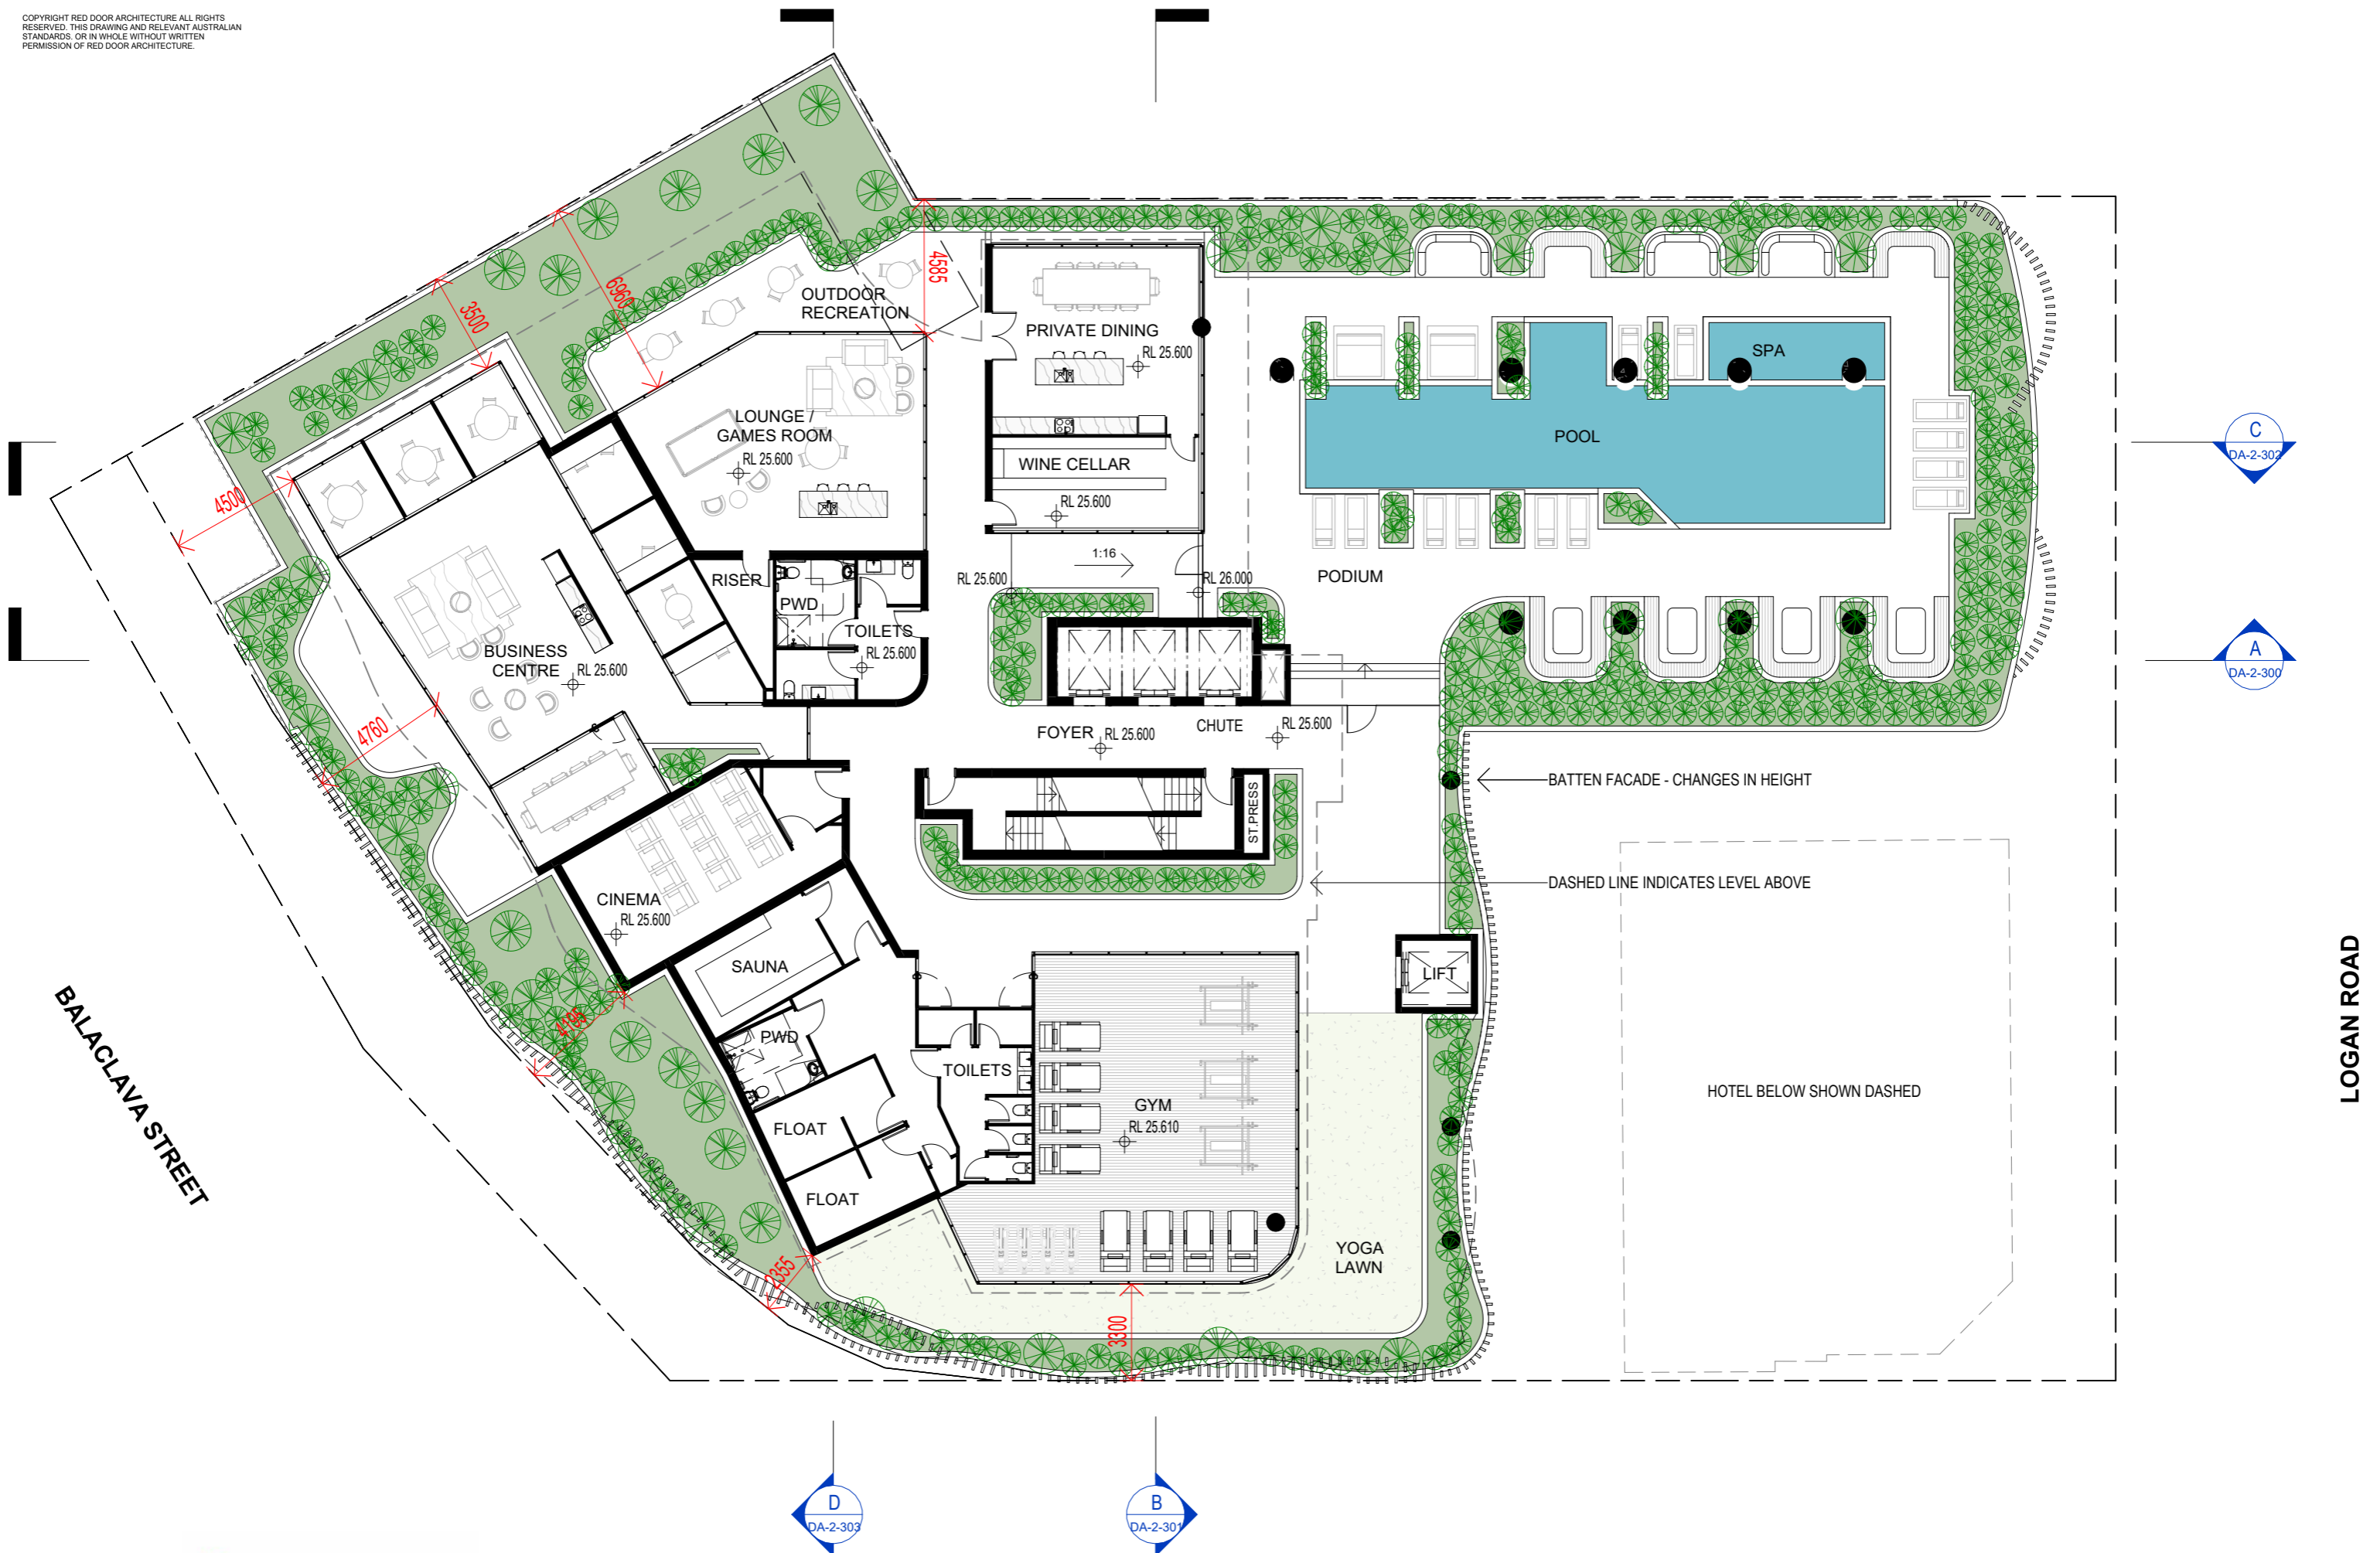 COPYRIGHT RED DOOR ARCHITECTURE ALL RIGHTS
RESERVED. THIS DRAWING AND RELEVANT AUSTRALIAN
STANDARDS. OR IN WHOLE WITHOUT WRITTEN
PERMISSION OF RED DOOR ARCHITECTURE.
4585
6960
3500
OUTDOOR
RECREATION
PRIVATE DINING
RL 25.600
SPA
LOUNGE /
GAMES ROOM
RL 25.600
POOL
C
DA-2-302
WINE CELLAR
RL 25.600
4500
1:16
RISER
RL 25.600
RL 26.000
PODIUM
PWD
TOILETS
RL 25.600
BUSINESS
CENTRE
RL 25.600
A
DA-2-300
4760
FOYER
RL 25.600
CHUTE
RL 25.600
BATTEN FACADE - CHANGES IN HEIGHT
ST.PRESS
DASHED LINE INDICATES LEVEL ABOVE
CINEMA
RL 25.600
SAUNA
LIFT
4195
PWD
TOILETS
BALACLAVA STREET
LOGAN ROAD
GYM
RL 25.610
HOTEL BELOW SHOWN DASHED
FLOAT
FLOAT
YOGA
LAWN
2355
3300
D
DA-2-303
B
DA-2-301